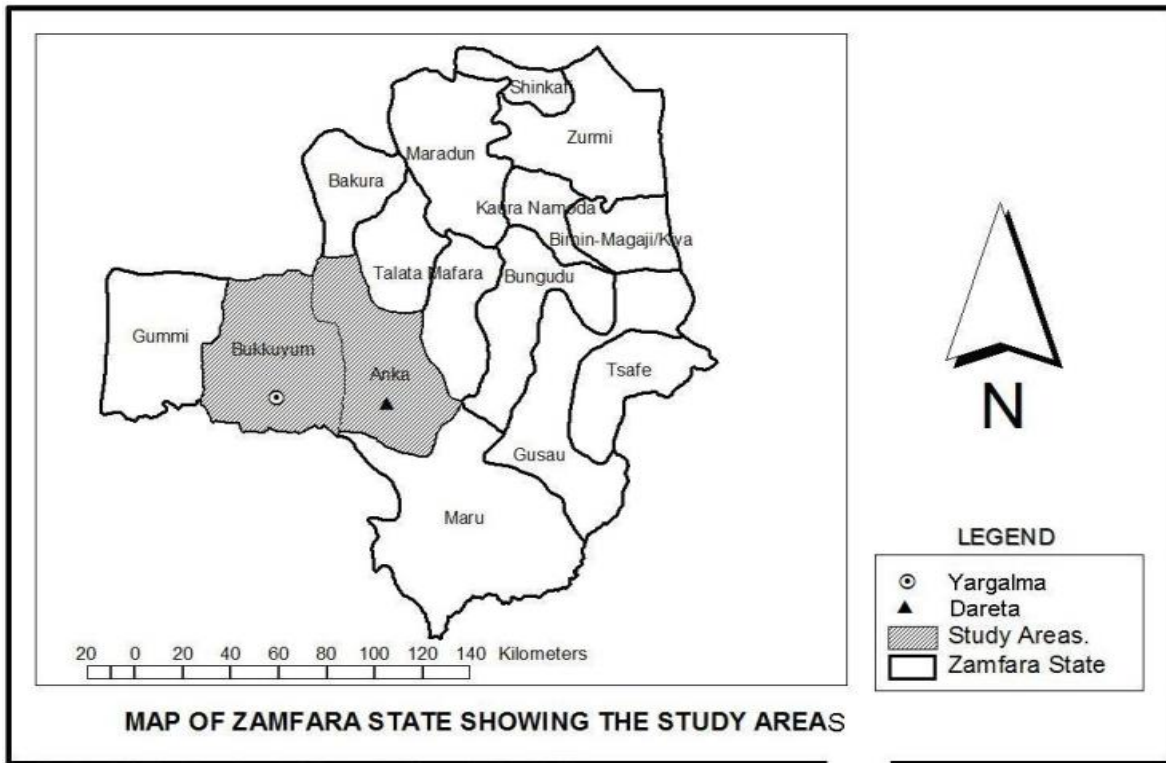 Shinkafi
Zurmi
Maradun
Bakura
Kaura Namoda
Birnin-Magaji/Kiya
Talata Mafara
Bungudu
Gummi
Bukkuyum
Anka
Tsafe
Gusau
Maru
20 0 20 40 60 80 100 120 140 Kilometers
MAP OF ZAMFARA STATE SHOWING THE STUDY AREAS
N
LEGEND
Yargalma
Dareta
Study Areas.
Zamfara State